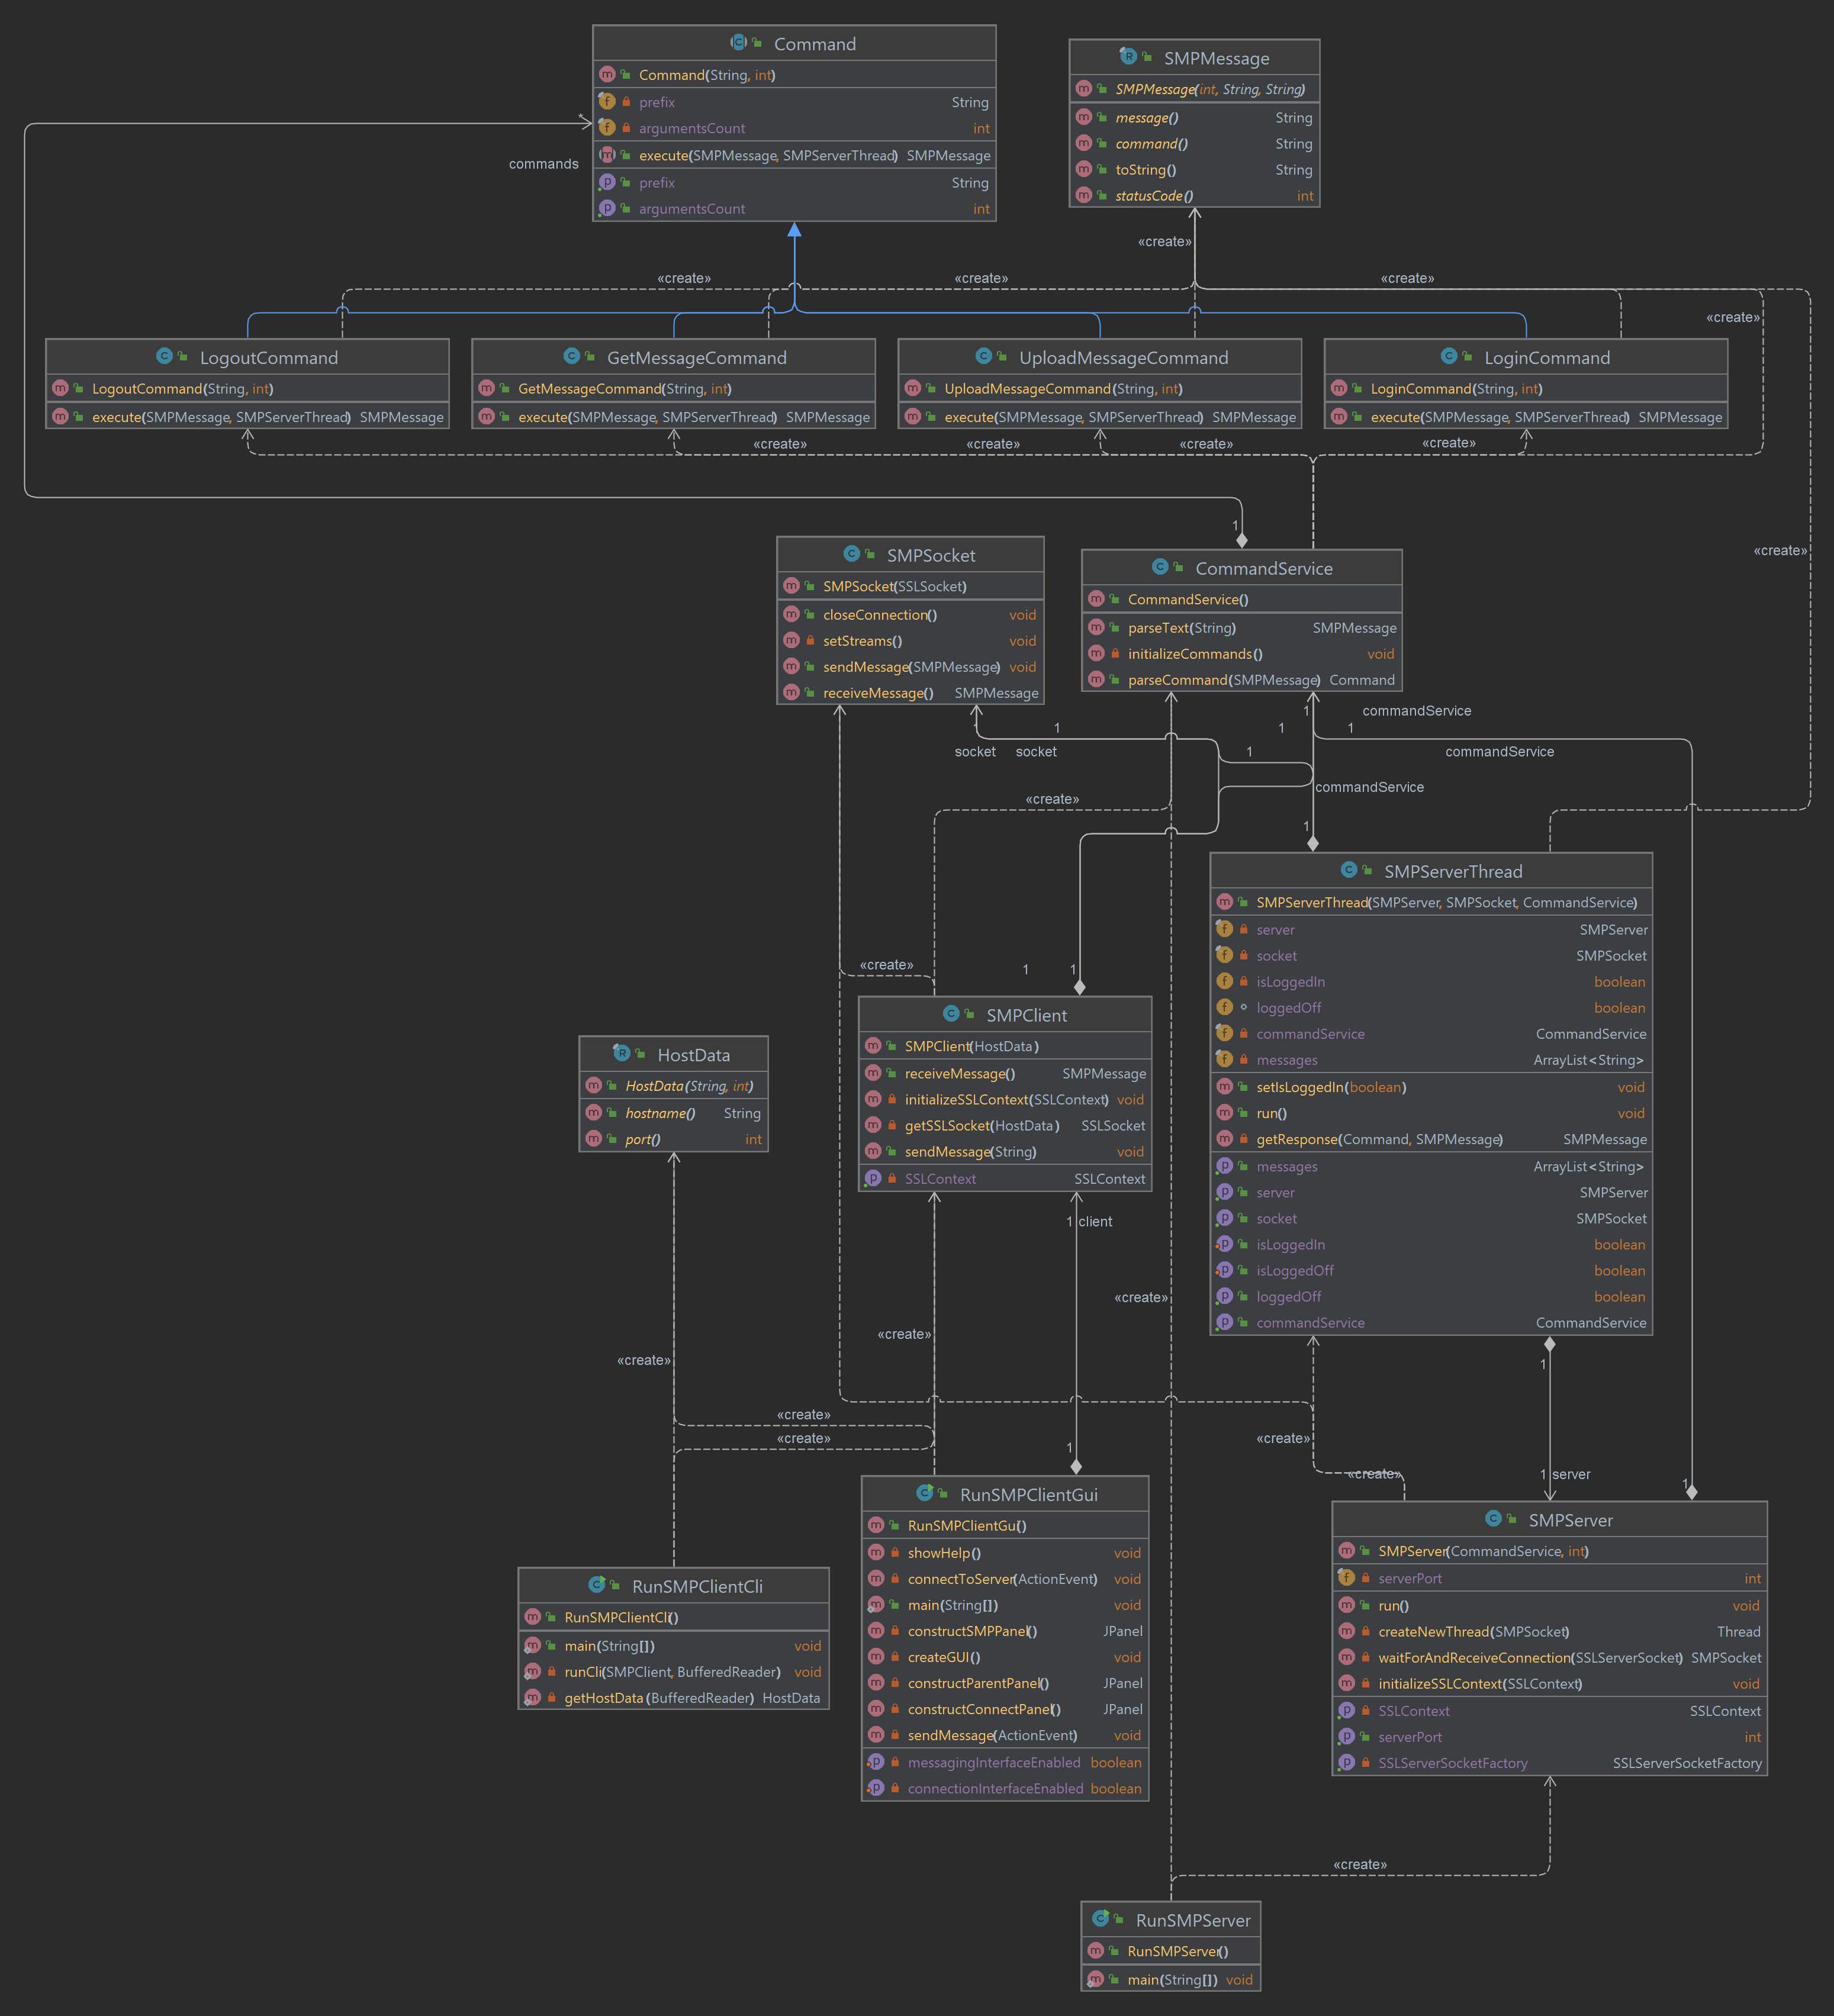 Command
Command(String, int)
prefix String
argumentsCount int
execute(SMPMessage, SMPServerThread) SMPMessage
prefix String
argumentsCount int
SMPMessage
SMPMessage(int, String, String)
message() String
command() String
toString() String
statusCode() int
*
commands
«create»
«create»
«create»
«create»
«create»
LogoutCommand
LogoutCommand(String, int)
execute(SMPMessage, SMPServerThread) SMPMessage
GetMessageCommand
GetMessageCommand(String, int)
execute(SMPMessage, SMPServerThread) SMPMessage
UploadMessageCommand
UploadMessageCommand(String, int)
execute(SMPMessage, SMPServerThread) SMPMessage
LoginCommand
LoginCommand(String, int)
execute(SMPMessage, SMPServerThread) SMPMessage
«create»
«create»
«create»
«create»
1
«create»
SMPSocket
SMPSocket(SSLSocket)
closeConnection() void
setStreams() void
sendMessage(SMPMessage) void
receiveMessage() SMPMessage
CommandService
CommandService()
parseText(String) SMPMessage
initializeCommands() void
parseCommand(SMPMessage) Command
1
commandService
1
1
1
1
socket
socket
1
commandService
commandService
«create»
1
SMPServerThread
SMPServerThread(SMPServer, SMPSocket, CommandService)
server SMPServer
socket SMPSocket
isLoggedIn boolean
loggedOff boolean
commandService CommandService
messages ArrayList<String>
setIsLoggedIn(boolean) void
run() void
getResponse(Command, SMPMessage) SMPMessage
messages ArrayList<String>
server SMPServer
socket SMPSocket
isLoggedIn boolean
isLoggedOff boolean
loggedOff boolean
commandService CommandService
«create»
1
1
SMPClient
SMPClient(HostData)
receiveMessage() SMPMessage
initializeSSLContext(SSLContext) void
getSSLSocket(HostData) SSLSocket
sendMessage(String) void
SSLContext SSLContext
HostData
HostData(String, int)
hostname() String
port() int
1 client
«create»
«create»
«create»
1
«create»
«create»
«create»
1
«create»
1 server
1
RunSMPClientGui
RunSMPClientGui()
showHelp() void
connectToServer(ActionEvent) void
main(String[]) void
constructSMPPanel() JPanel
createGUI() void
constructParentPanel() JPanel
constructConnectPanel() JPanel
sendMessage(ActionEvent) void
messagingInterfaceEnabled boolean
connectionInterfaceEnabled boolean
SMPServer
SMPServer(CommandService, int)
serverPort int
run() void
createNewThread(SMPSocket) Thread
waitForAndReceiveConnection(SSLServerSocket) SMPSocket
initializeSSLContext(SSLContext) void
SSLContext SSLContext
serverPort int
SSLServerSocketFactory SSLServerSocketFactory
RunSMPClientCli
RunSMPClientCli()
main(String[]) void
runCli(SMPClient, BufferedReader) void
getHostData(BufferedReader) HostData
«create»
RunSMPServer
RunSMPServer()
main(String[]) void